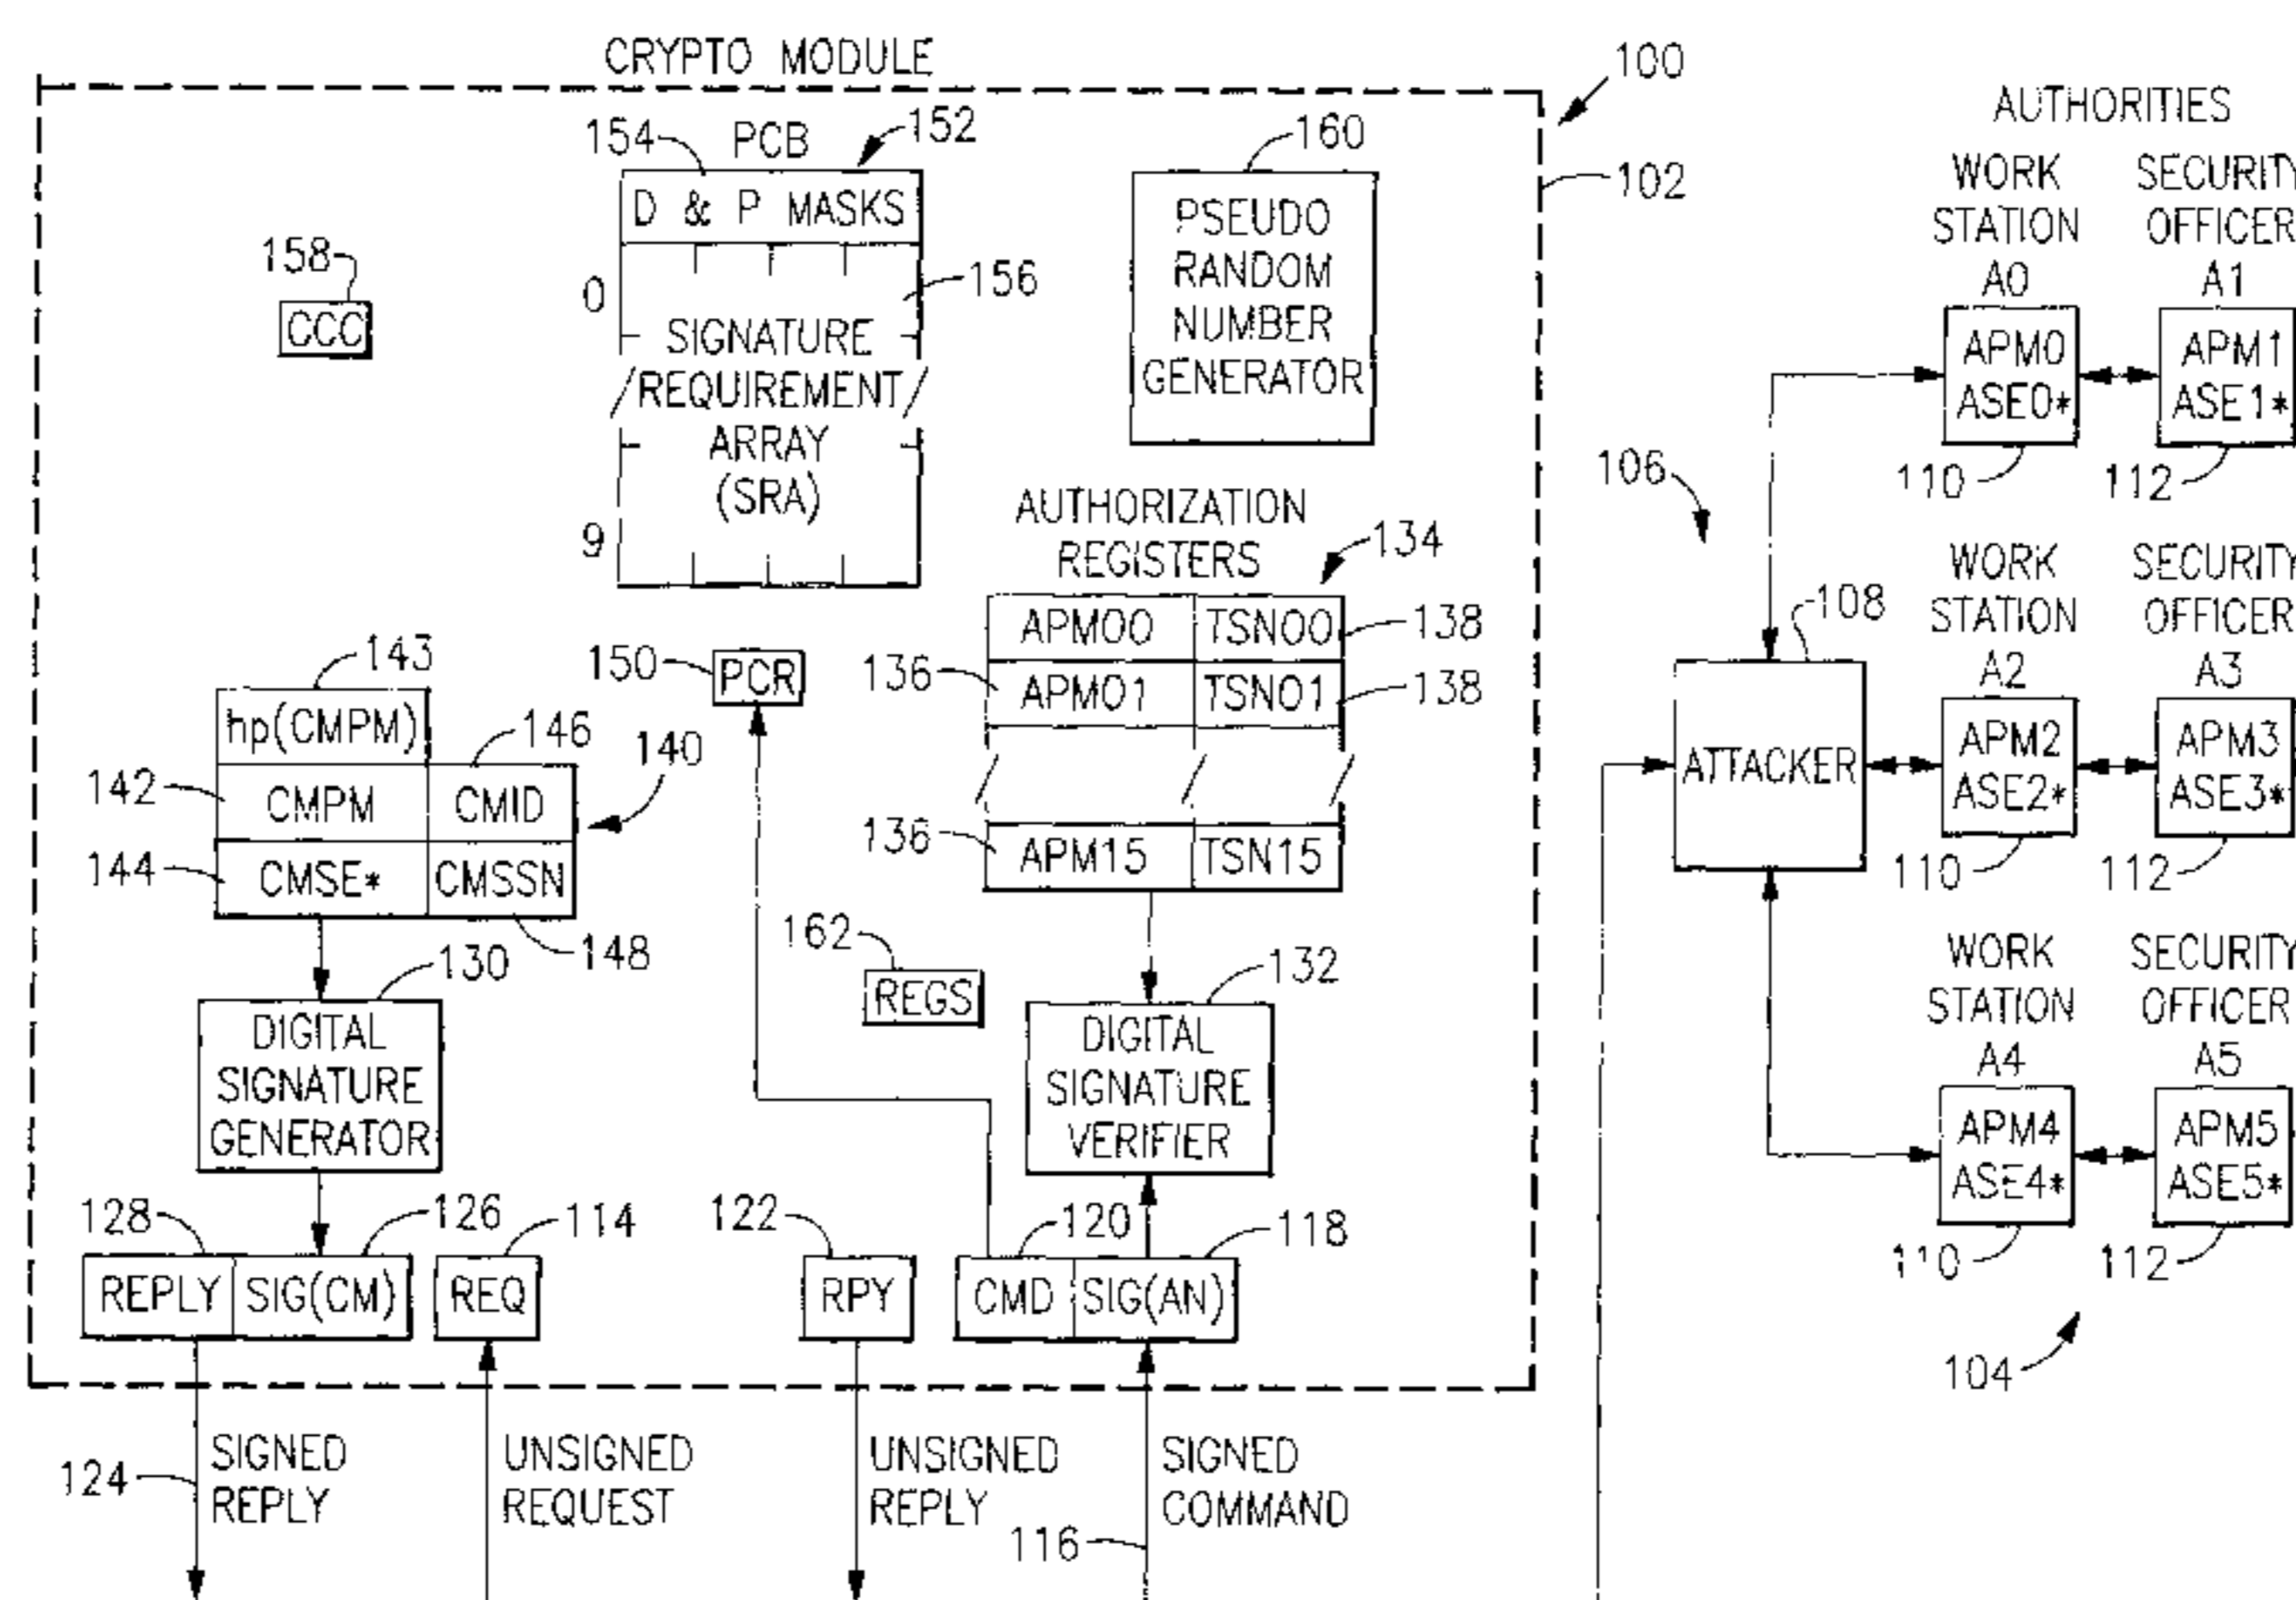 CRYPTO MODULE
100
102
154
PCB
152
D & P MASKS
0
156
SIGNATURE
REQUIREMENT
ARRAY
(SRA)
9
158
CCC
160
PSEUDO
RANDOM
NUMBER
GENERATOR
AUTHORIZATION
REGISTERS
134
APM00 TSN00
138
136
APM01 TSN01
138
136
APM15 TSN15
150
PCR
143
hp(CMPM)
146
140
142
CMPM CMID
144
CMSE* CMSSN
148
130
DIGITAL
SIGNATURE
GENERATOR
162
REGS
132
DIGITAL
SIGNATURE
VERIFIER
128
126
REPLY SIG(CM)
114
REQ
122
RPY
120
118
CMD SIG(AN)
124
SIGNED
REPLY
UNSIGNED
REQUEST
UNSIGNED
REPLY
116
SIGNED
COMMAND
AUTHORITIES
WORK
STATION
A0
SECURITY
OFFICER
A1
APM0
ASE0*
APM1
ASE1*
110
112
106
108
ATTACKER
WORK
STATION
A2
SECURITY
OFFICER
A3
APM2
ASE2*
APM3
ASE3*
110
112
WORK
STATION
A4
SECURITY
OFFICER
A5
APM4
ASE4*
APM5
ASE5*
110
112
104